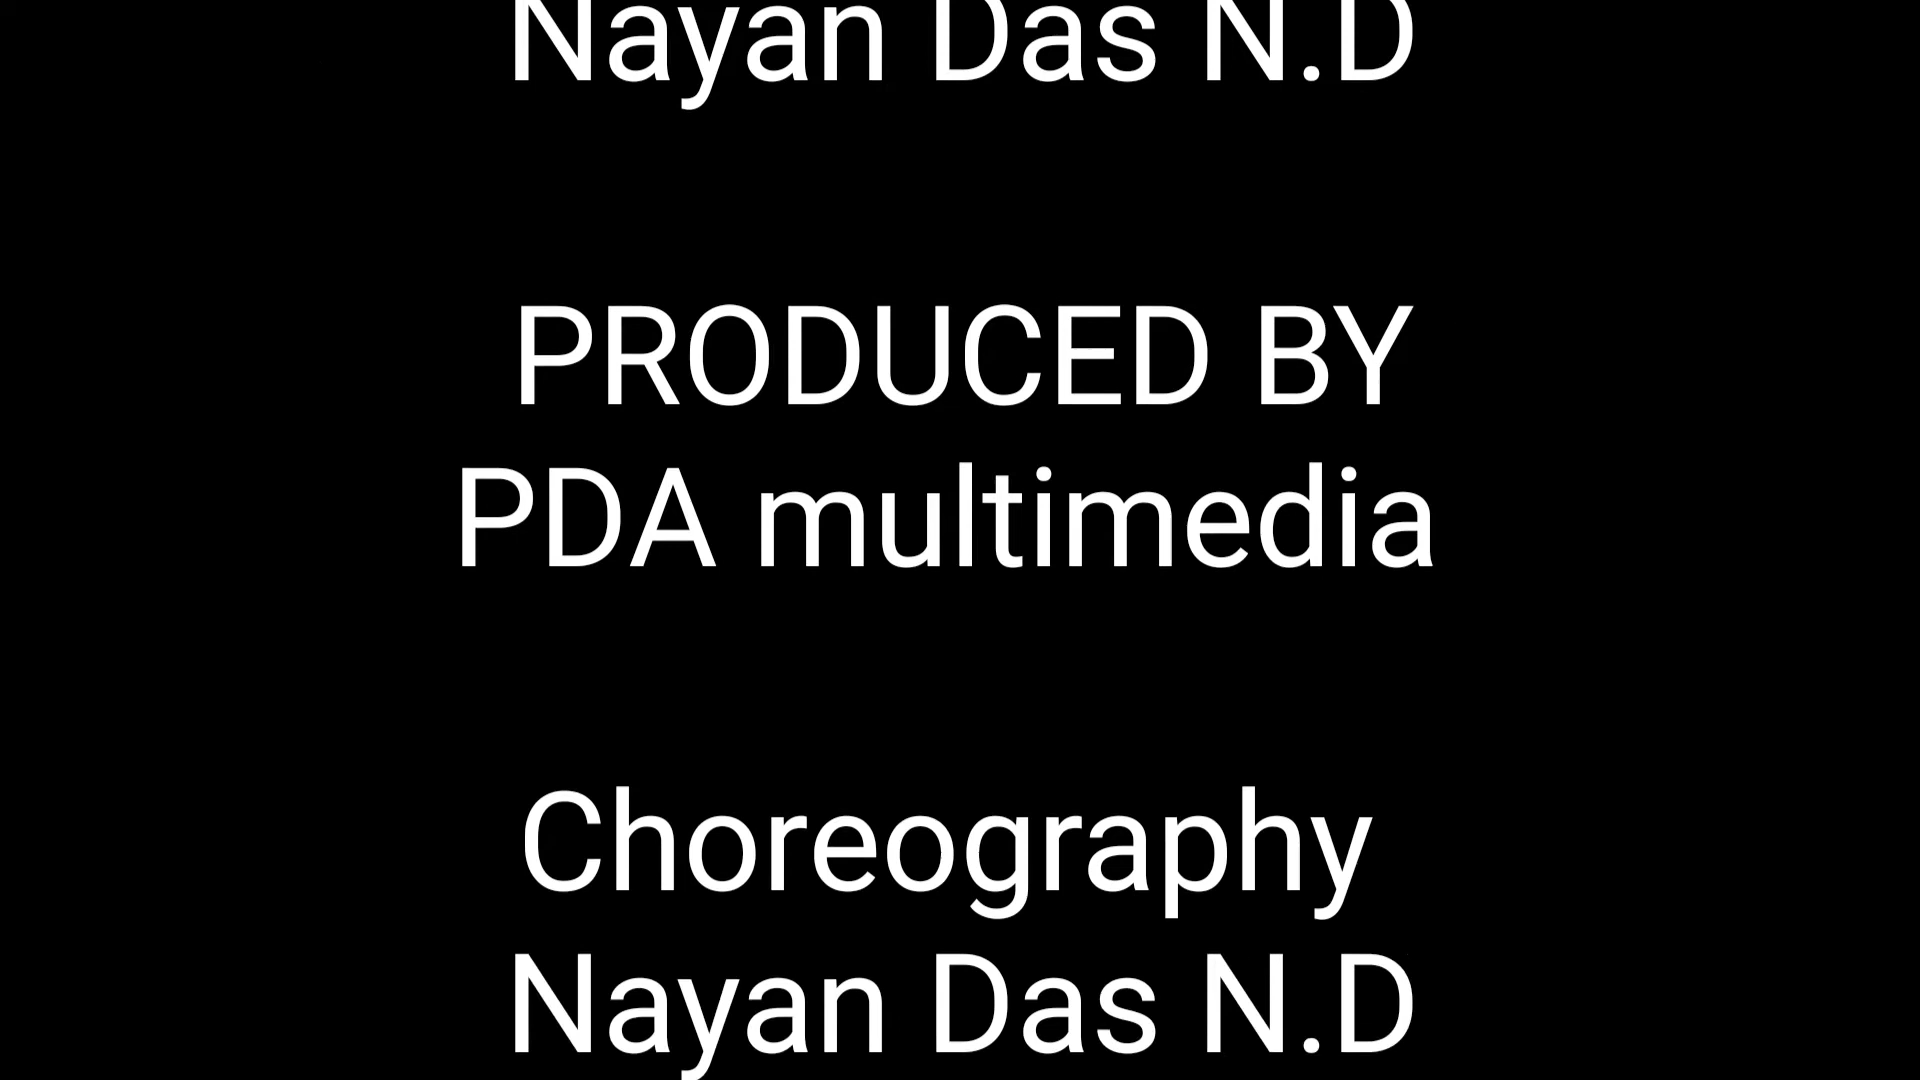 Nayan Das N.D
PRODUCED BY
PDA multimedia
Choreography
Nayan Das N.D